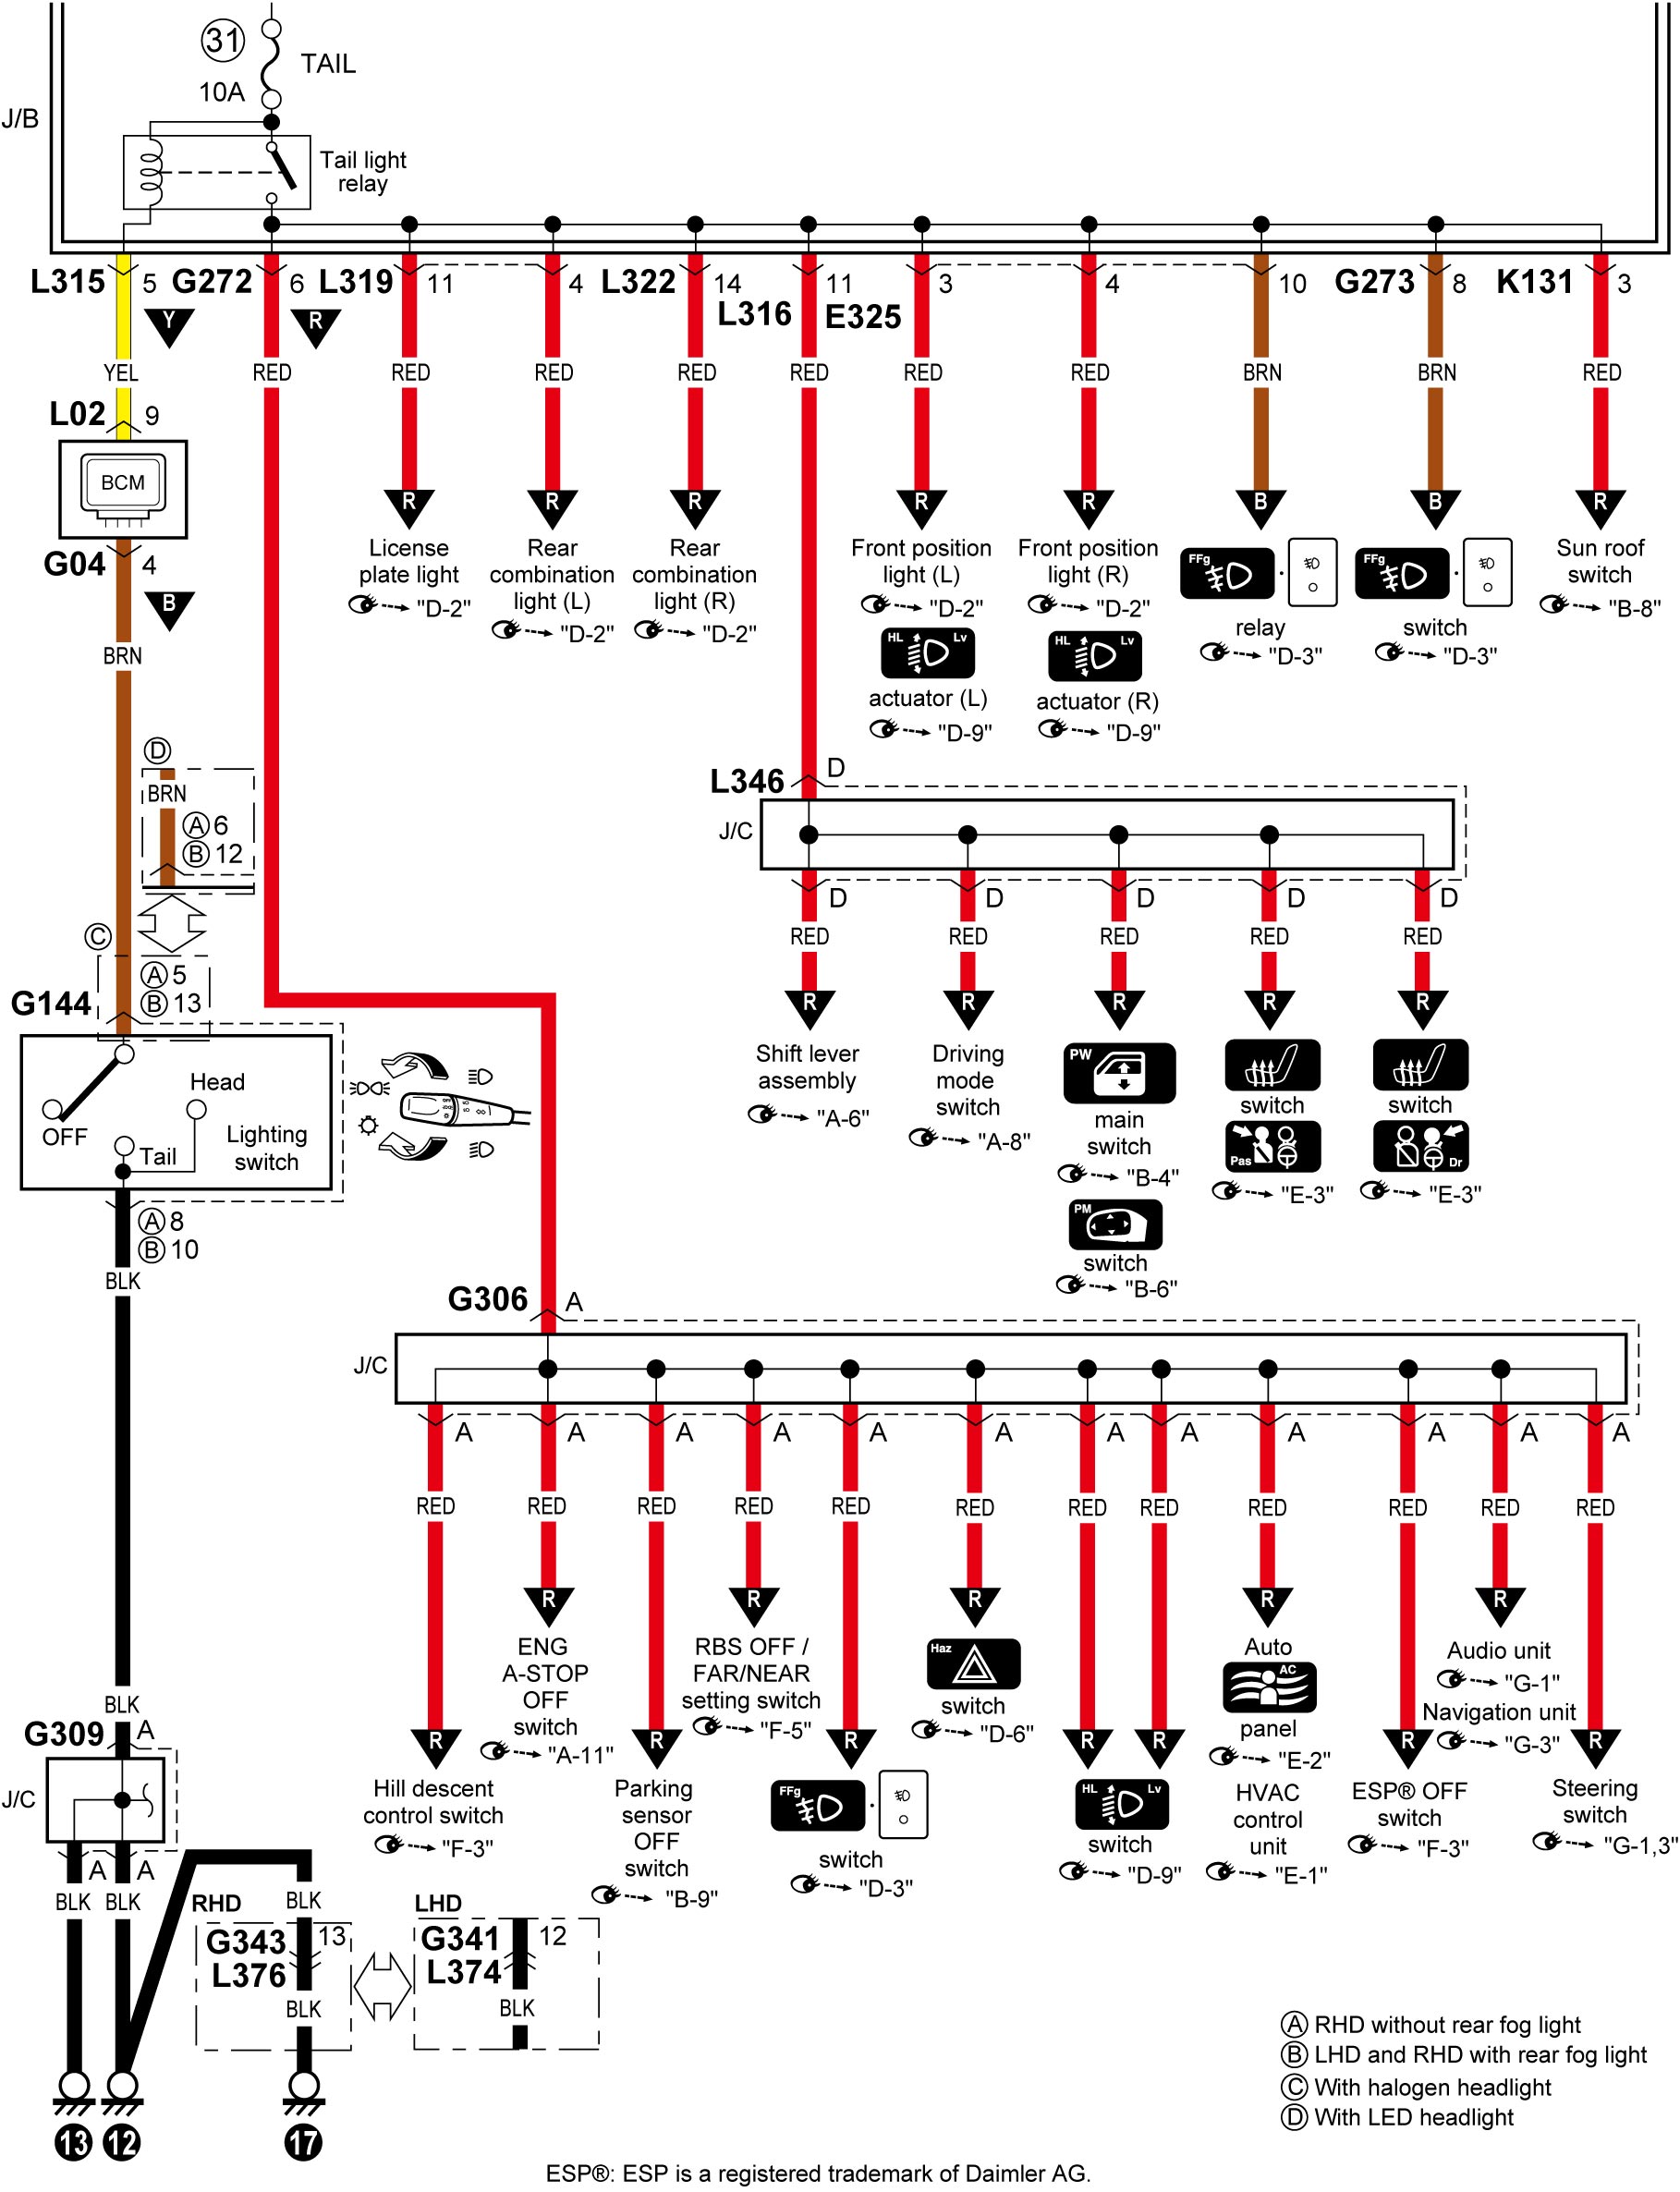 31
TAIL
10A
J/B
Tail light
relay
L315 5 G272 6 L319 11 4 L322 14 11 3 4 10 G273 8 K131 3
L316 E325
Y R
YEL RED RED RED RED RED RED RED BRN BRN RED
L02 9
BCM
G04 4
B
BRN
R R R R R B B R
License
plate light
"D-2"
Rear
combination
light (L)
"D-2"
Rear
combination
light (R)
"D-2"
Front position
light (L)
"D-2"
HL Lv
actuator (L)
"D-9"
Front position
light (R)
"D-2"
HL Lv
actuator (R)
"D-9"
FFg
relay
"D-3"
FFg
switch
"D-3"
Sun roof
switch
"B-8"
D
BRN
A 6
B 12
C
A 5
B 13
G144
OFF
Head
Tail
Lighting
switch
A 8
B 10
BLK
L346 D
J/C
D D D D D
RED RED RED RED RED
R R R R R
Shift lever
assembly
"A-6"
Driving
mode
switch
"A-8"
PW
main
switch
"B-4"
PM
switch
"B-6"
switch
Pas
"E-3"
switch
Dr
"E-3"
G306 A
J/C
A A A A A A A A A A A A
RED RED RED RED RED RED RED RED RED RED RED RED
R R R R R R R R R R R R
Hill descent
control switch
"F-3"
ENG
A-STOP
OFF
switch
"A-11"
Parking
sensor
OFF
switch
"B-9"
RBS OFF /
FAR/NEAR
setting switch
"F-5"
FFg
switch
"D-3"
Haz
switch
"D-6"
HL Lv
switch
"D-9"
Auto
AC
panel
"E-2"
HVAC
control
unit
"E-1"
ESP® OFF
switch
"F-3"
Audio unit
"G-1"
Navigation unit
"G-3"
Steering
switch
"G-1,3"
BLK
G309 A
J/C
A A
BLK BLK
RHD
BLK
G343 13
L376
BLK
LHD
G341 12
L374
BLK
13 12 17
A RHD without rear fog light
B LHD and RHD with rear fog light
C With halogen headlight
D With LED headlight
ESP®: ESP is a registered trademark of Daimler AG.